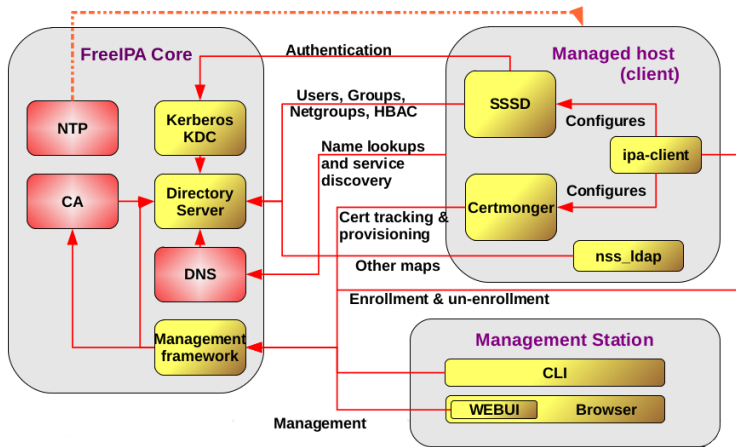 FreeIPA Core
NTP
Kerberos
KDC
CA
Directory
Server
DNS
Management
framework
Authentication
Users, Groups,
Netgroups, HBAC
Name lookups
and service
discovery
Cert tracking &
provisioning
Other maps
Enrollment & un-enrollment
Management
Managed host
(client)
SSSD
Configures
ipa-client
Configures
Certmonger
nss_ldap
Management Station
CLI
WEBUI
Browser